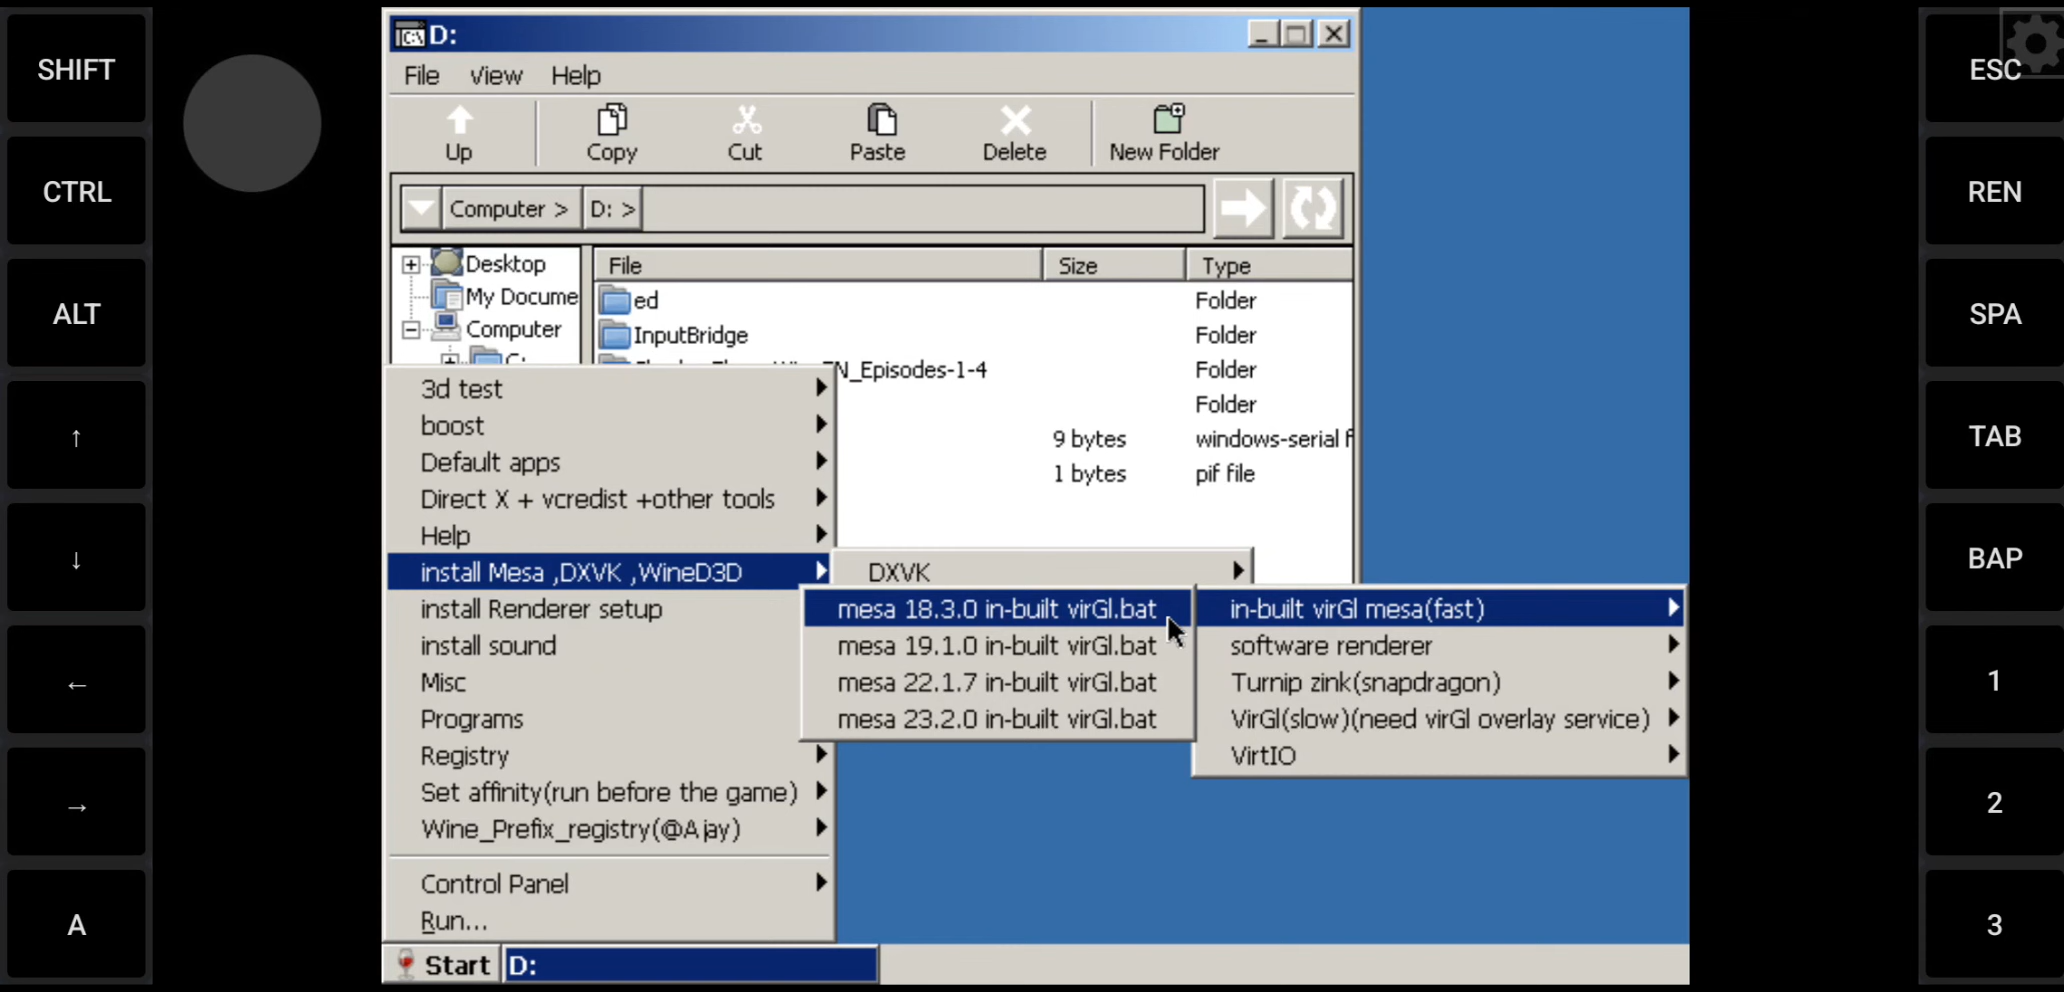 SHIFT
CTRL
ALT
↑
↓
←
→
A
D:
File View Help
Up Copy Cut Paste Delete New Folder
Computer > D: >
Desktop
My Docume
Computer
C:
File Size Type
ed Folder
InputBridge Folder
N_Episodes-1-4 Folder
Folder
9 bytes windows-serial f
1 bytes pif file
3d test
boost
Default apps
Direct X + vcredist +other tools
Help
install Mesa ,DXVK ,WineD3D
install Renderer setup
install sound
Misc
Programs
Registry
Set affinity(run before the game)
Wine_Prefix_registry(@Ajay)
Control Panel
Run...
DXVK
mesa 18.3.0 in-built virGl.bat
mesa 19.1.0 in-built virGl.bat
mesa 22.1.7 in-built virGl.bat
mesa 23.2.0 in-built virGl.bat
in-built virGl mesa(fast)
software renderer
Turnip zink(snapdragon)
VirGl(slow)(need virGl overlay service)
VirtIO
Start D:
ESC
REN
SPA
TAB
BAP
1
2
3